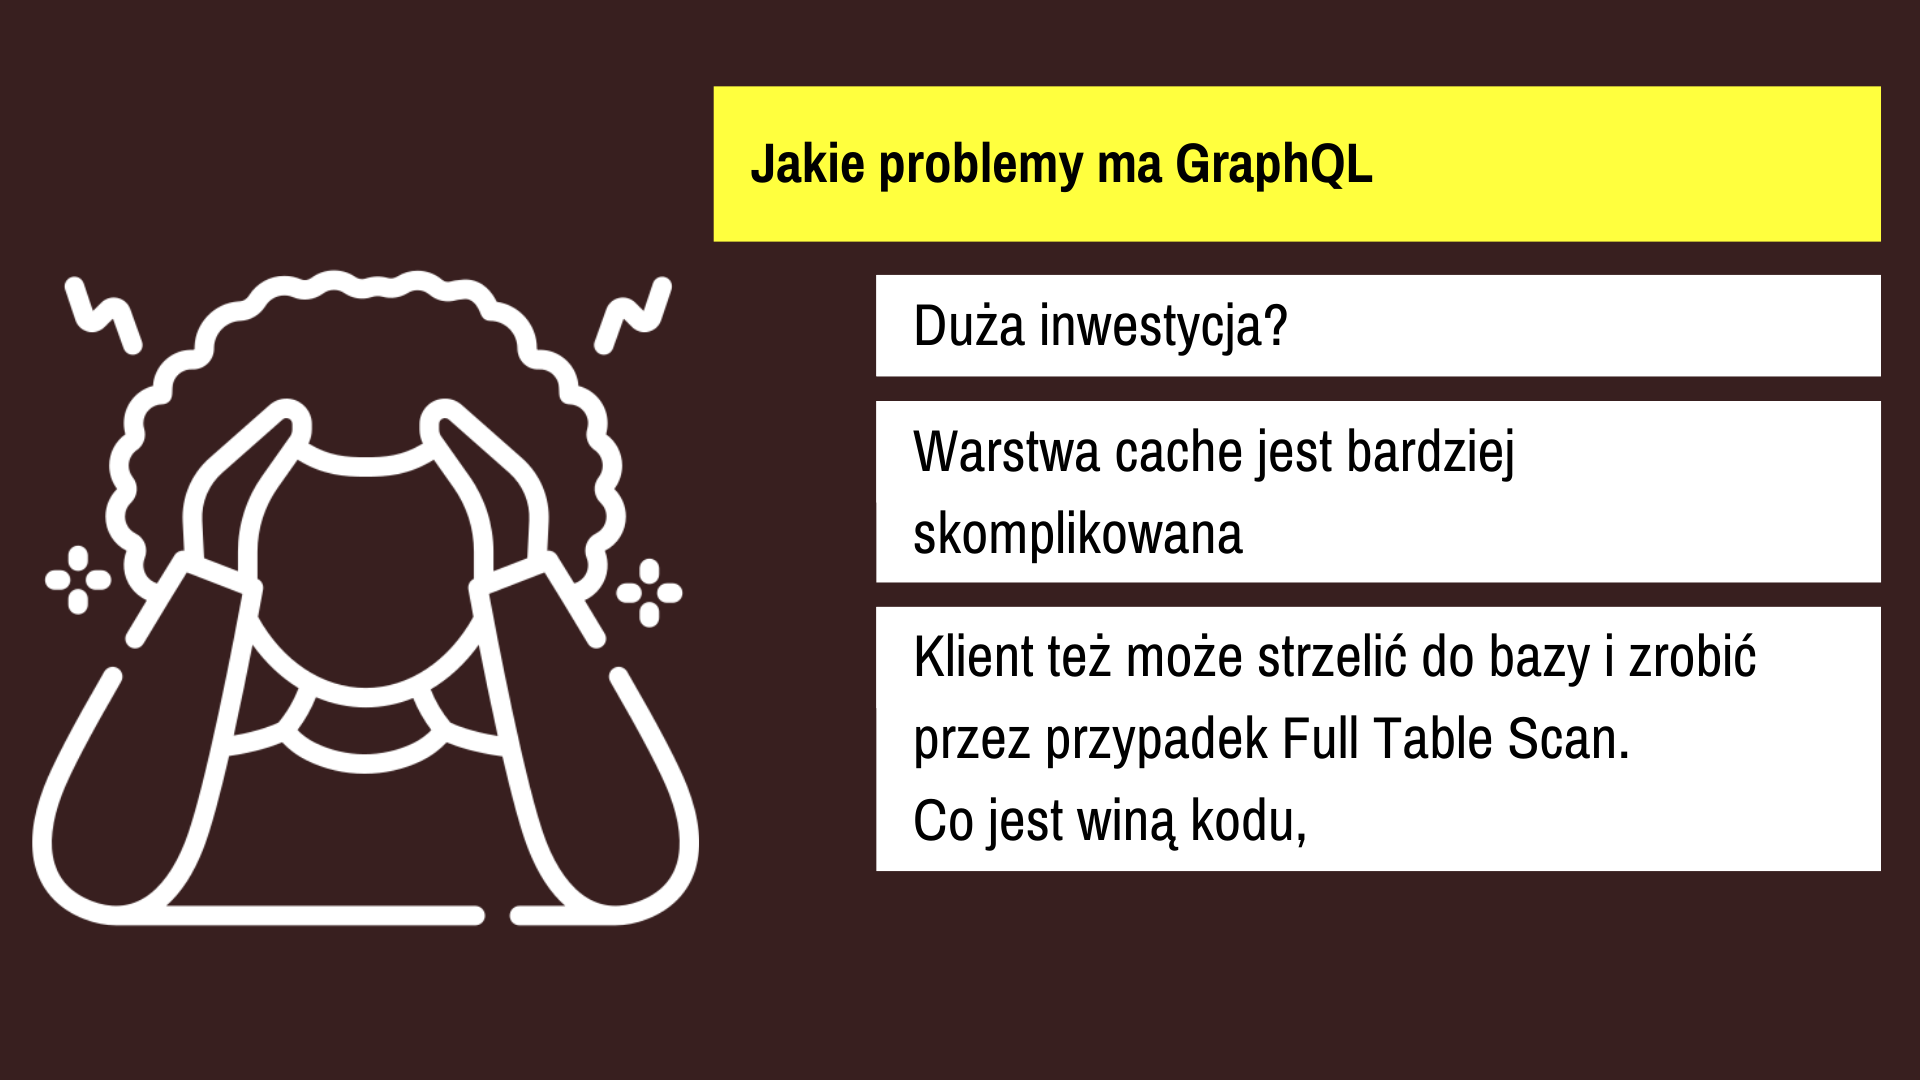 Jakie problemy ma GraphQL
Duża inwestycja?
Warstwa cache jest bardziej
skomplikowana
Klient też może strzelić do bazy i zrobić
przez przypadek Full Table Scan.
Co jest winą kodu,